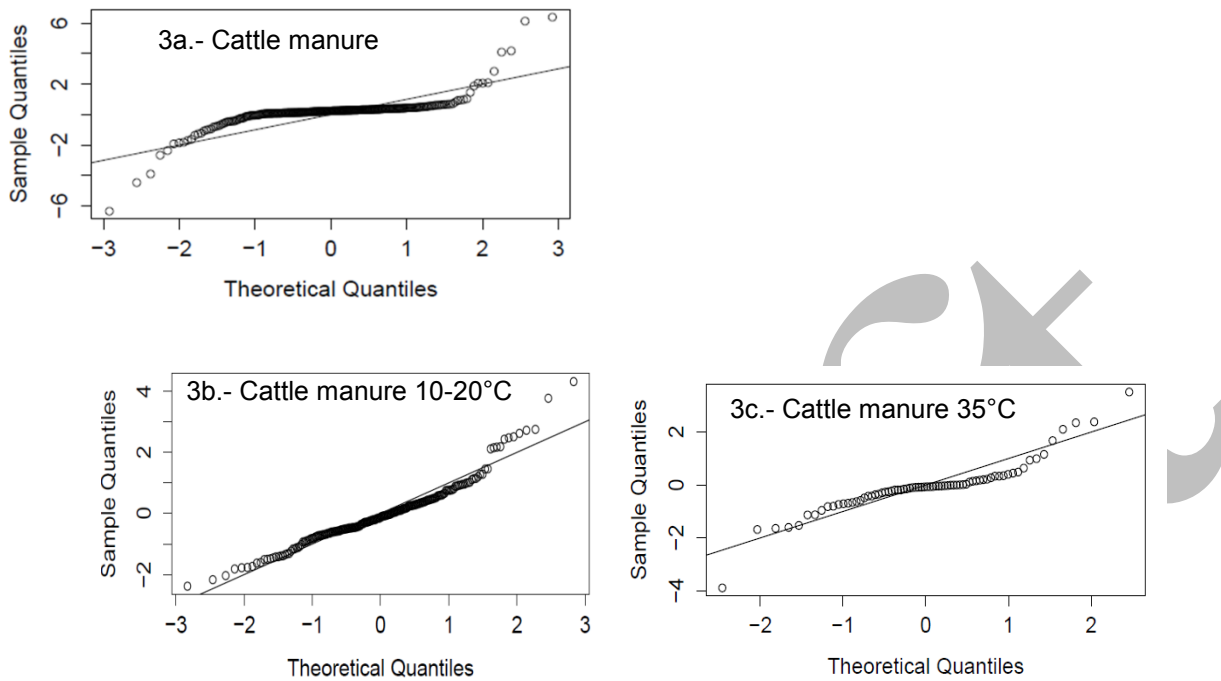 3a.- Cattle manure
Sample Quantiles
6
2
−2
−6
−3 −2 −1 0 1 2 3
Theoretical Quantiles
3b.- Cattle manure 10-20°C
Sample Quantiles
4
2
0
−2
−3 −2 −1 0 1 2 3
Theoretical Quantiles
3c.- Cattle manure 35°C
Sample Quantiles
2
0
−2
−4
−2 −1 0 1 2
Theoretical Quantiles